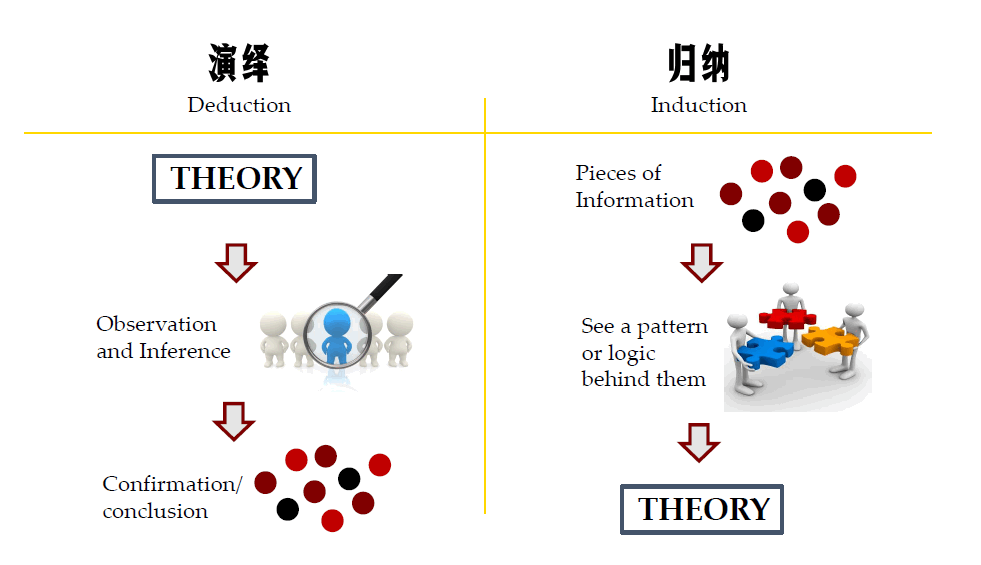 演绎
Deduction
THEORY
Observation
and Inference
Confirmation/
conclusion
归纳
Induction
Pieces of
Information
See a pattern
or logic
behind them
THEORY